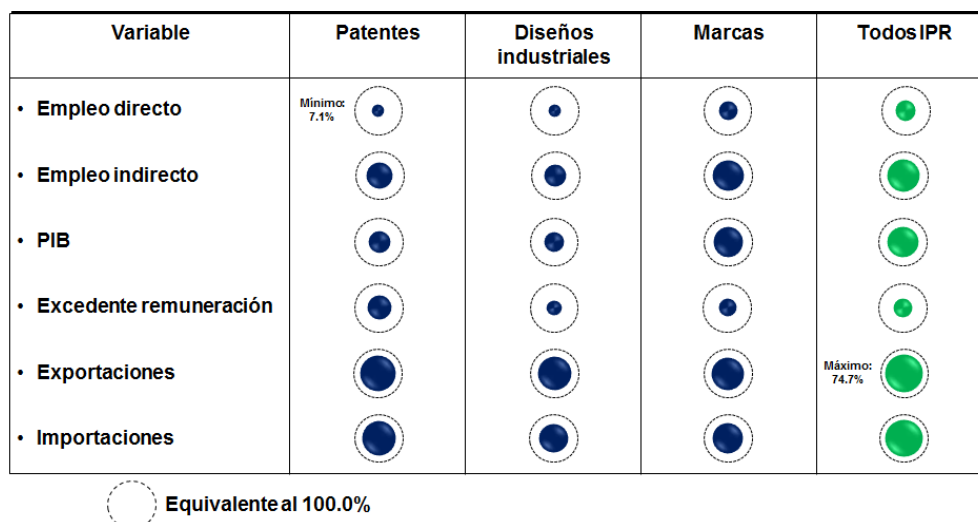 Variable
Patentes
Diseños
industriales
Marcas
Todos IPR
• Empleo directo
Mínimo:
7.1%
• Empleo indirecto
• PIB
• Excedente remuneración
• Exportaciones
Máximo:
74.7%
• Importaciones
Equivalente al 100.0%